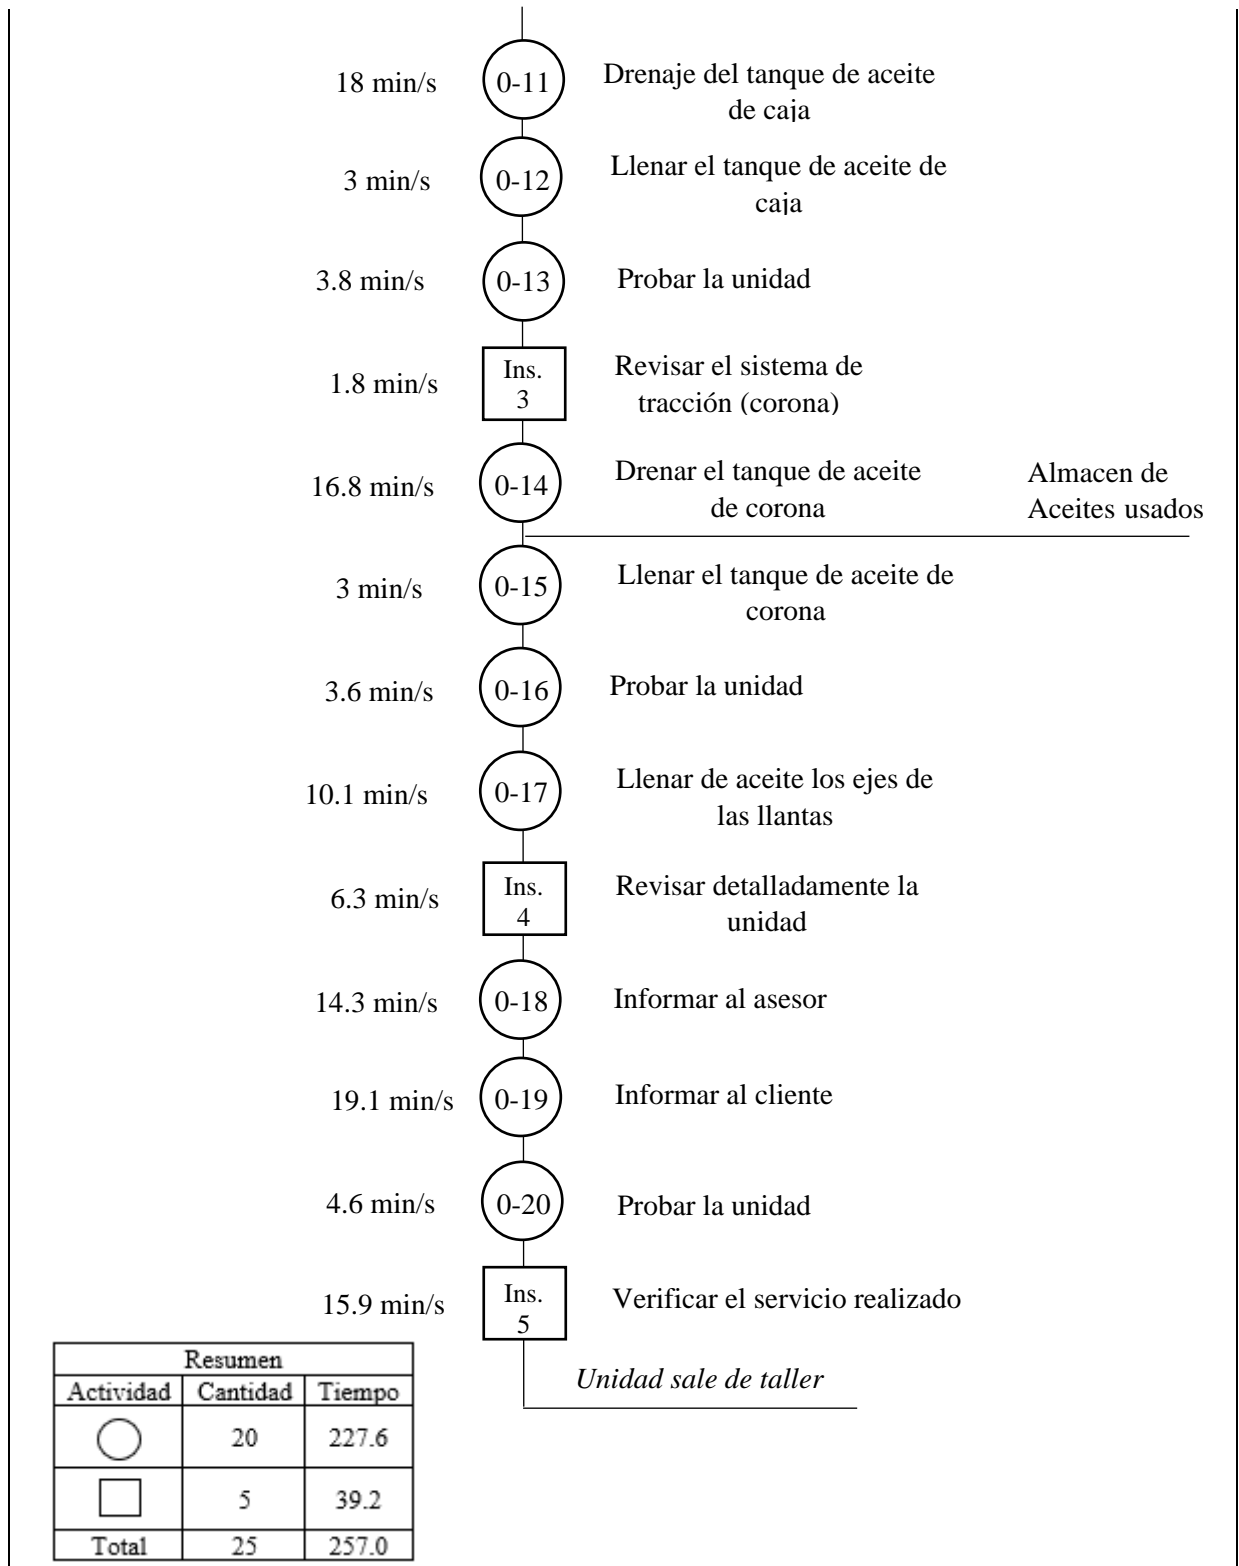 18 min/s
0-11
Drenaje del tanque de aceite
de caja
3 min/s
0-12
Llenar el tanque de aceite de
caja
3.8 min/s
0-13
Probar la unidad
1.8 min/s
Ins.
3
Revisar el sistema de
tracción (corona)
16.8 min/s
0-14
Drenar el tanque de aceite
de corona
Almacen de
Aceites usados
3 min/s
0-15
Llenar el tanque de aceite de
corona
3.6 min/s
0-16
Probar la unidad
10.1 min/s
0-17
Llenar de aceite los ejes de
las llantas
6.3 min/s
Ins.
4
Revisar detalladamente la
unidad
14.3 min/s
0-18
Informar al asesor
19.1 min/s
0-19
Informar al cliente
4.6 min/s
0-20
Probar la unidad
15.9 min/s
Ins.
5
Verificar el servicio realizado
Unidad sale de taller
Resumen
Actividad Cantidad Tiempo
20 227.6
5 39.2
Total 25 257.0